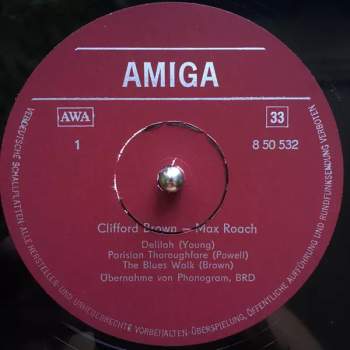 AMIGA
AWA
33
1
8 50 532
Clifford Brown — Max Roach
Delilah (Young)
Parisian Thoroughfare (Powell)
The Blues Walk (Brown)
Übernahme von Phonogram, BRD
VEB DEUTSCHE SCHALLPLATTEN · ALLE HERSTELLER- UND URHEBERRECHTE VORBEHALTEN · ÜBERSPIELUNG, ÖFFENTLICHE AUFFÜHRUNG UND RUNDFUNKSENDUNG VERBOTEN